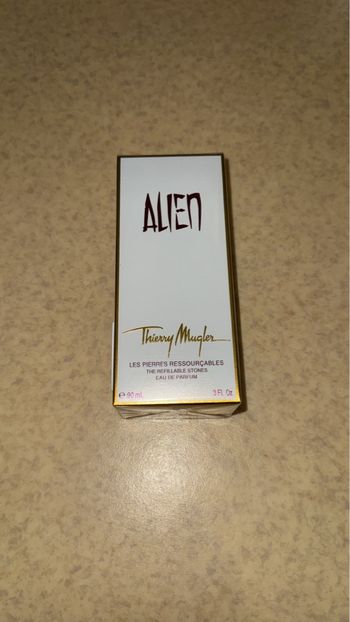 ALIEN
Thierry Mugler
LES PIERRES RESSOURÇABLES
THE REFILLABLE STONES
EAU DE PARFUM
℮ 90 mL 3 Fl. Oz